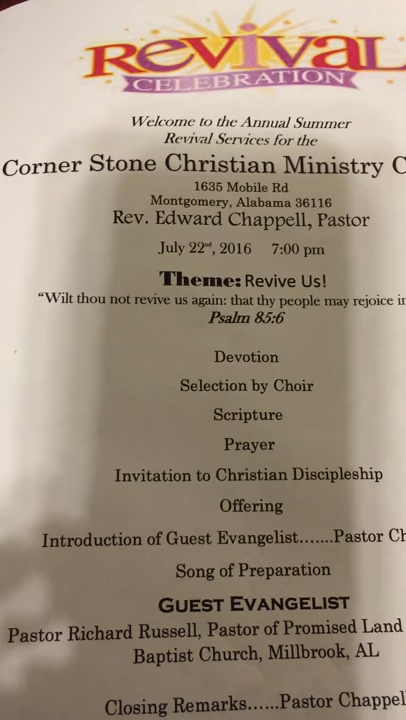 REVIVAL
CELEBRATION
Welcome to the Annual Summer
Revival Services for the
Corner Stone Christian Ministry C
1635 Mobile Rd
Montgomery, Alabama 36116
Rev. Edward Chappell, Pastor
July 22nd, 2016 7:00 pm
Theme: Revive Us!
“Wilt thou not revive us again: that thy people may rejoice in
Psalm 85:6
Devotion
Selection by Choir
Scripture
Prayer
Invitation to Christian Discipleship
Offering
Introduction of Guest Evangelist.......Pastor Ch
Song of Preparation
GUEST EVANGELIST
Pastor Richard Russell, Pastor of Promised Land
Baptist Church, Millbrook, AL
Closing Remarks......Pastor Chappell